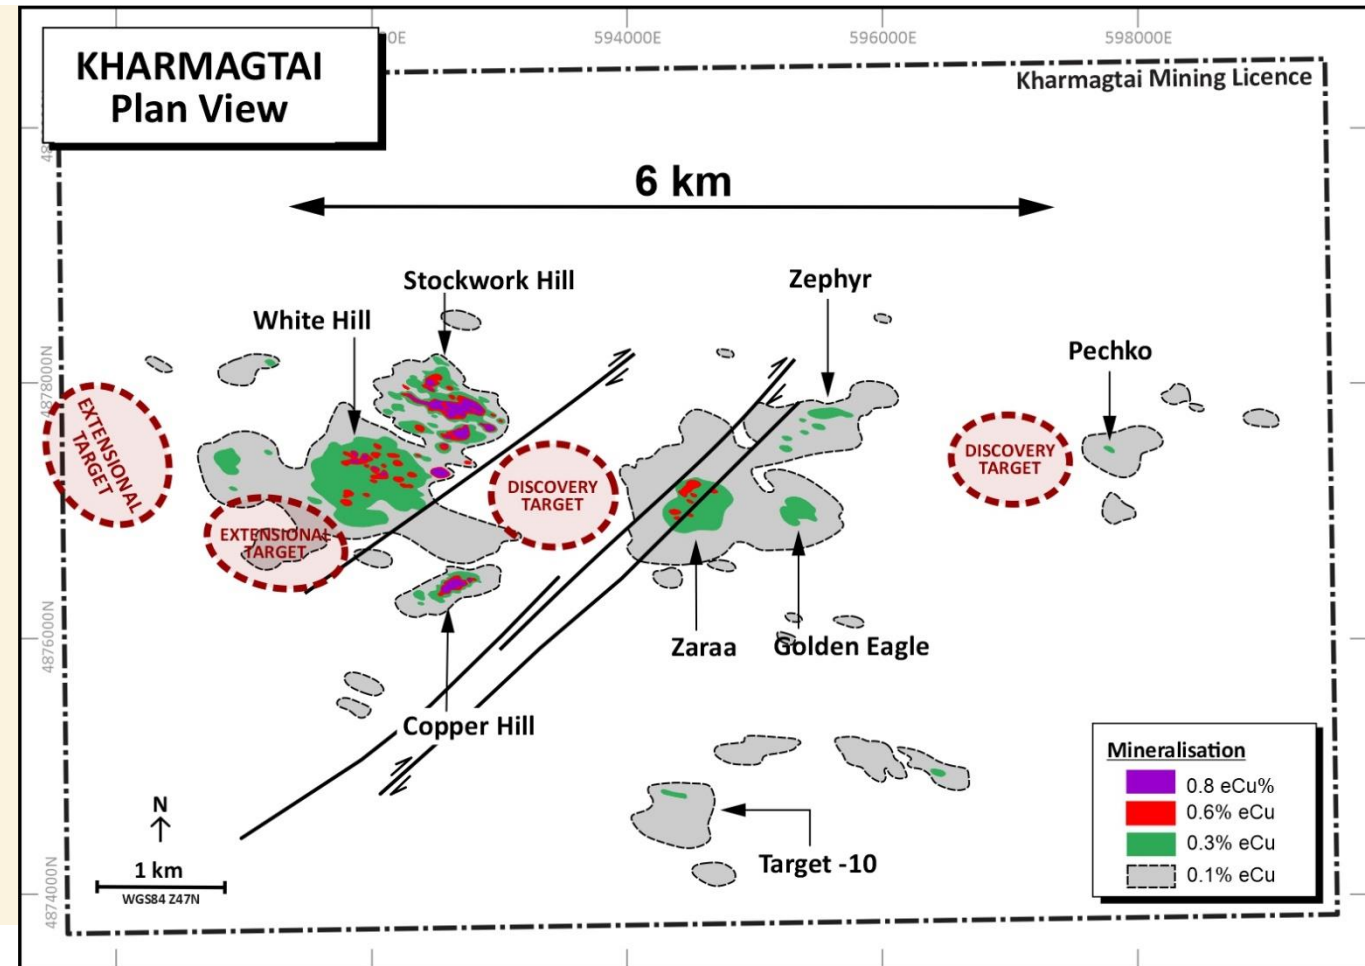 KHARMAGTAI
Plan View
594000E
596000E
598000E
Kharmagtai Mining Licence
6 km
Stockwork Hill
Zephyr
White Hill
Pechko
4878000N
EXTENSIONAL
TARGET
DISCOVERY
TARGET
DISCOVERY
TARGET
EXTENSIONAL
TARGET
4876000N
Zaraa
Golden Eagle
Copper Hill
Mineralisation
0.8 eCu%
0.6% eCu
0.3% eCu
0.1% eCu
N
1 km
WGS84 Z47N
Target -10
4874000N